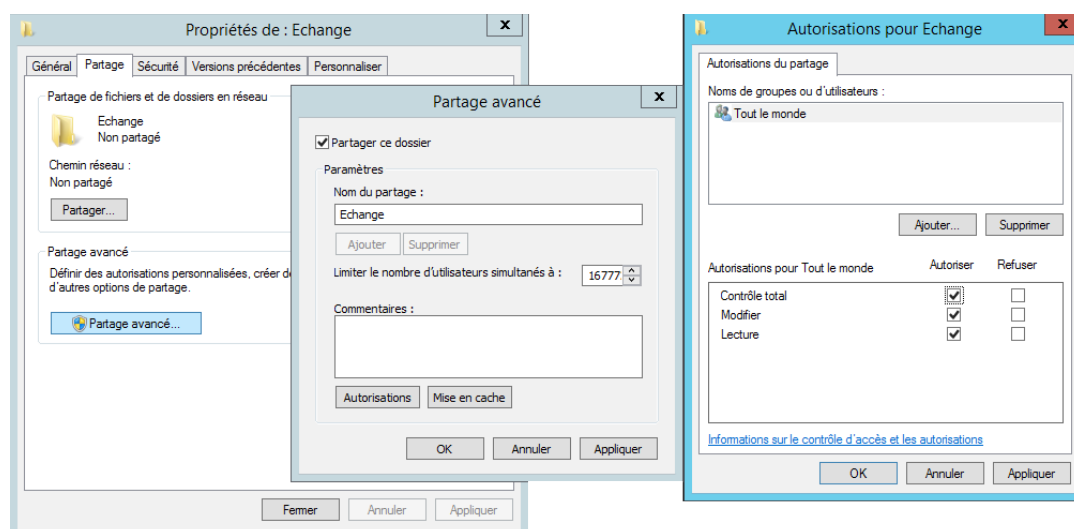 Propriétés de : Echange
x
Général
Partage
Sécurité
Versions précédentes
Personnaliser
Partage de fichiers et de dossiers en réseau
Echange
Non partagé
Chemin réseau :
Non partagé
Partager...
Partage avancé
Définir des autorisations personnalisées, créer
d'autres options de partage.
Partage avancé...
Fermer
Annuler
Appliquer
Partage avancé
x
Partager ce dossier
Paramètres
Nom du partage :
Echange
Ajouter
Supprimer
Limiter le nombre d'utilisateurs simultanés à :
16777
Commentaires :
Autorisations
Mise en cache
OK
Annuler
Appliquer
Autorisations pour Echange
x
Autorisations du partage
Noms de groupes ou d'utilisateurs :
Tout le monde
Ajouter...
Supprimer
Autorisations pour Tout le monde
Autoriser
Refuser
Contrôle total
Modifier
Lecture
Informations sur le contrôle d'accès et les autorisations
OK
Annuler
Appliquer